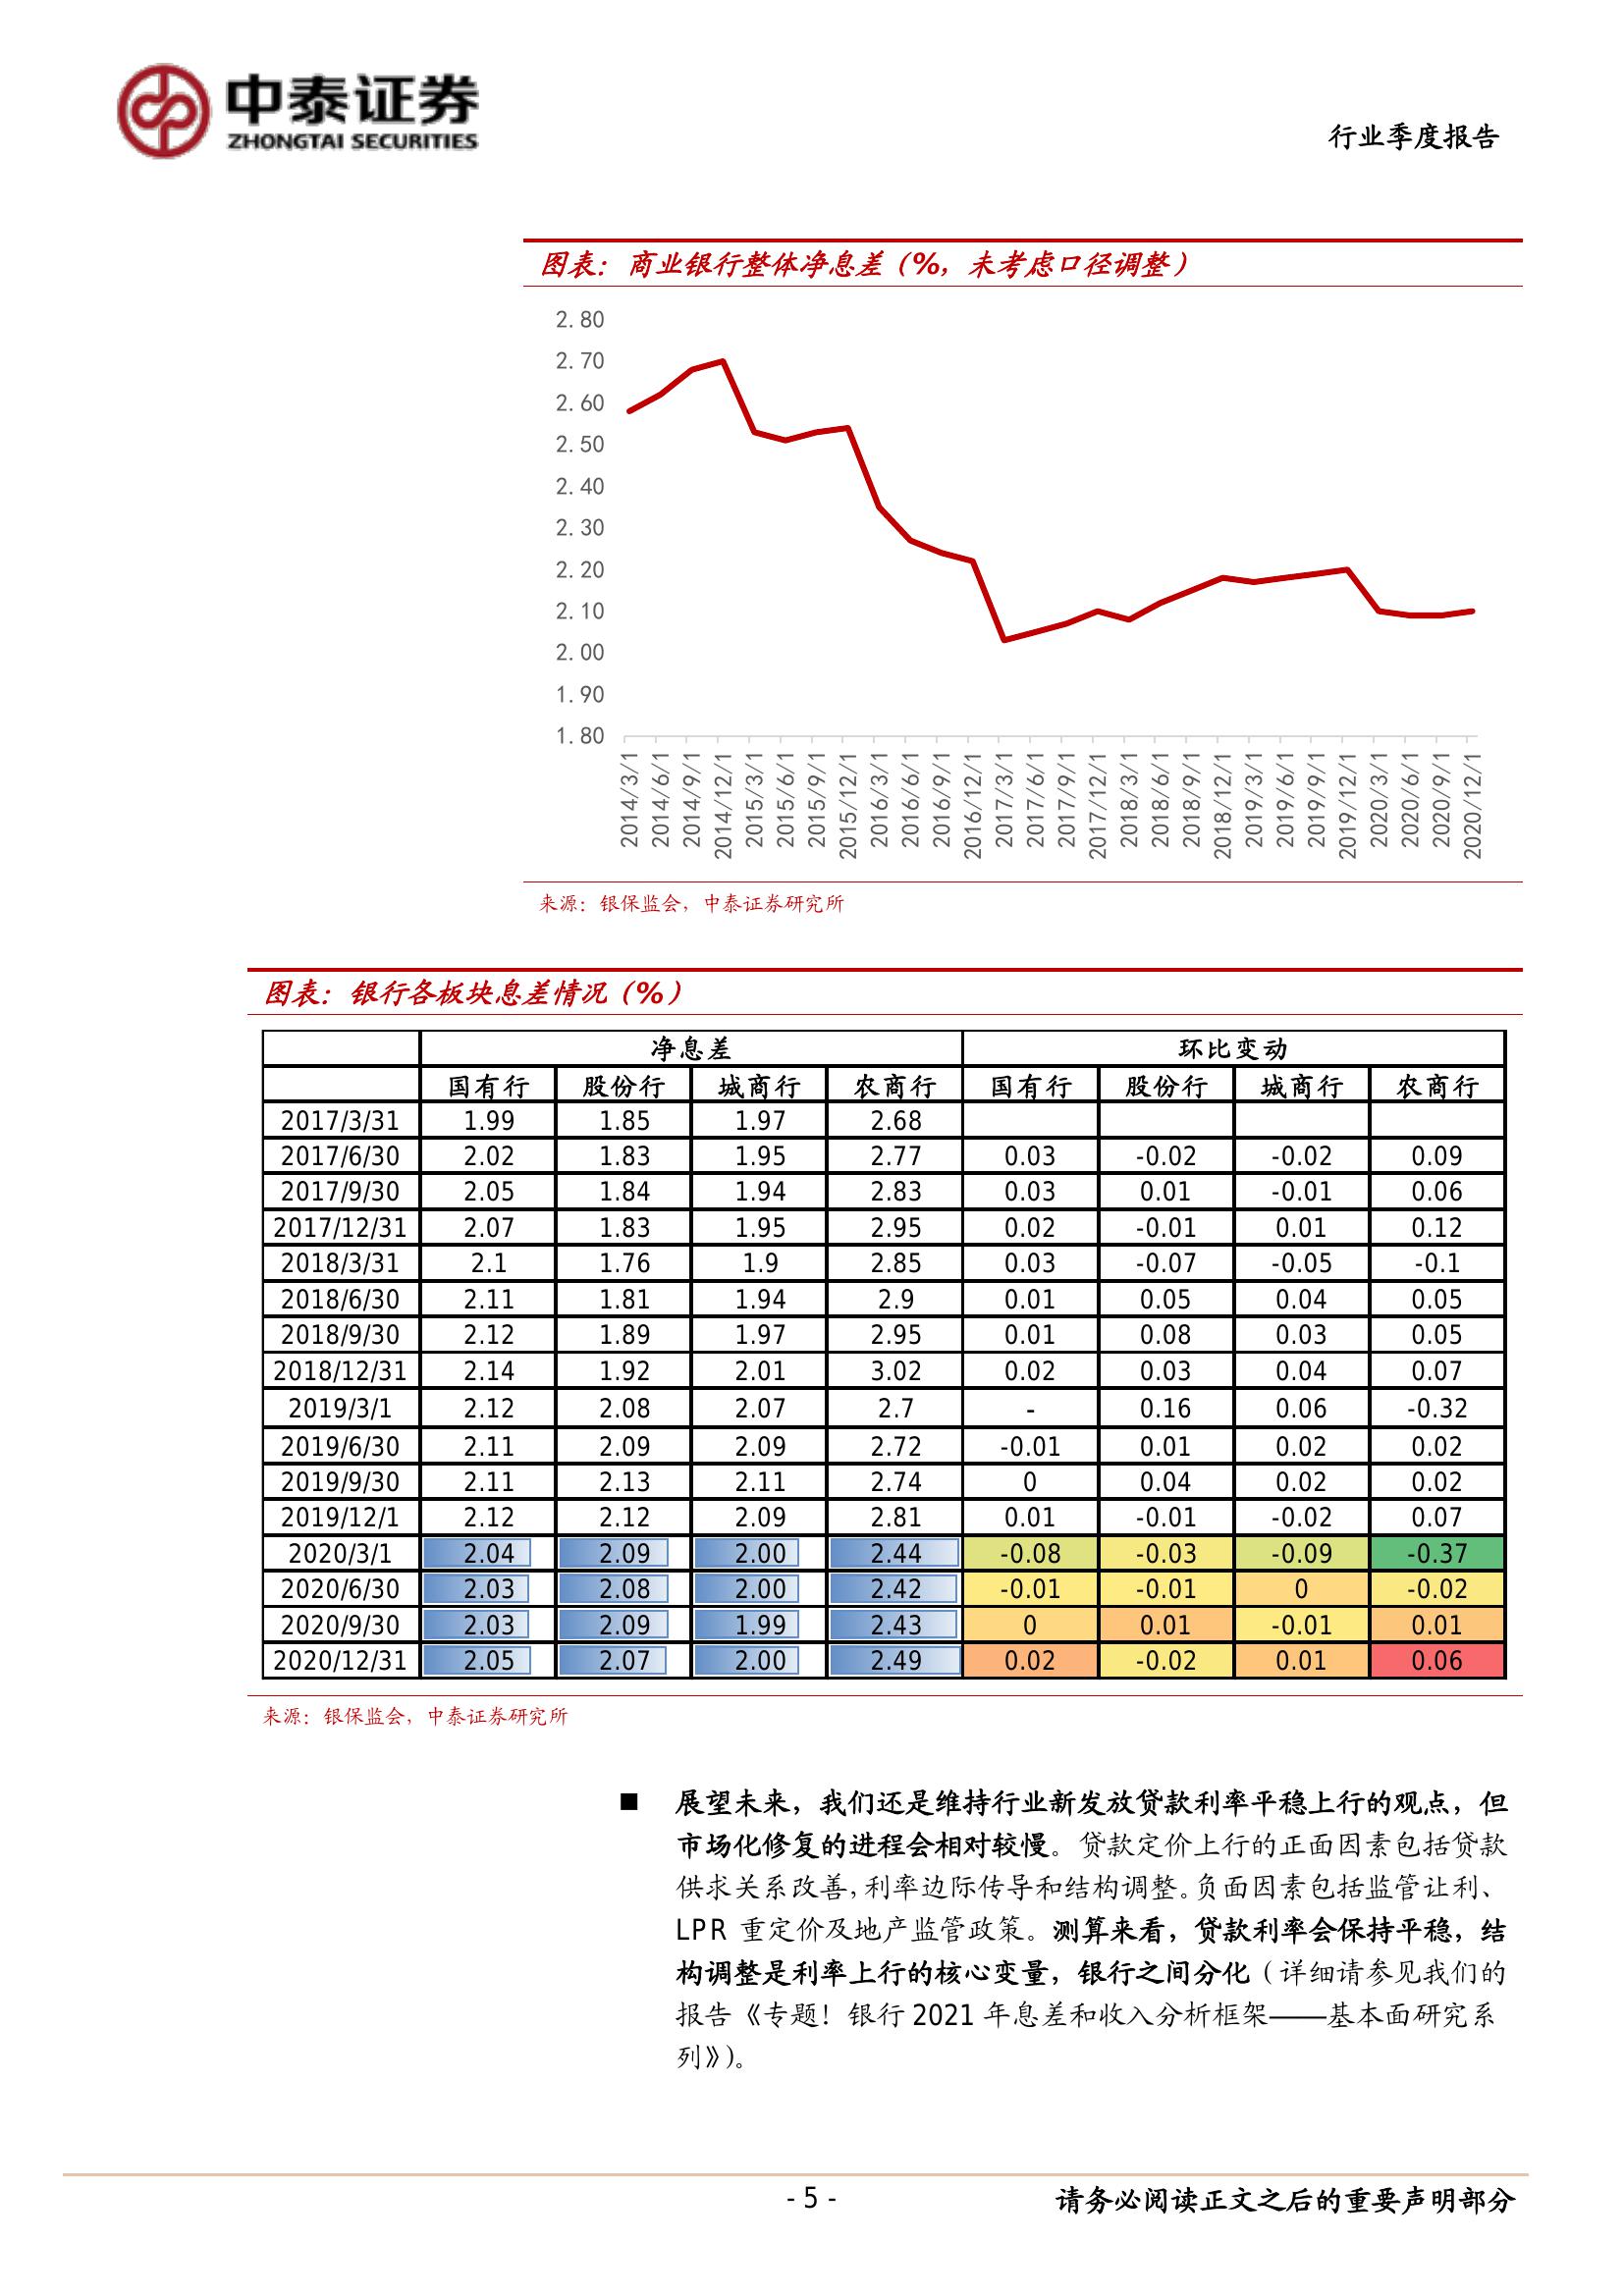 中泰证券
ZHONGTAI SECURITIES
行业季度报告
图表：商业银行整体净息差（%，未考虑口径调整）
2.80
2.70
2.60
2.50
2.40
2.30
2.20
2.10
2.00
1.90
1.80
2014/3/1 2014/6/1 2014/9/1 2014/12/1 2015/3/1 2015/6/1 2015/9/1 2015/12/1 2016/3/1 2016/6/1 2016/9/1 2016/12/1 2017/3/1 2017/6/1 2017/9/1 2017/12/1 2018/3/1 2018/6/1 2018/9/1 2018/12/1 2019/3/1 2019/6/1 2019/9/1 2019/12/1 2020/3/1 2020/6/1 2020/9/1 2020/12/1
来源：银保监会，中泰证券研究所
图表：银行各板块息差情况（%）
净息差 环比变动
国有行 股份行 城商行 农商行 国有行 股份行 城商行 农商行
2017/3/31 1.99 1.85 1.97 2.68
2017/6/30 2.02 1.83 1.95 2.77 0.03 -0.02 -0.02 0.09
2017/9/30 2.05 1.84 1.94 2.83 0.03 0.01 -0.01 0.06
2017/12/31 2.07 1.83 1.95 2.95 0.02 -0.01 0.01 0.12
2018/3/31 2.1 1.76 1.9 2.85 0.03 -0.07 -0.05 -0.1
2018/6/30 2.11 1.81 1.94 2.9 0.01 0.05 0.04 0.05
2018/9/30 2.12 1.89 1.97 2.95 0.01 0.08 0.03 0.05
2018/12/31 2.14 1.92 2.01 3.02 0.02 0.03 0.04 0.07
2019/3/1 2.12 2.08 2.07 2.7 - 0.16 0.06 -0.32
2019/6/30 2.11 2.09 2.09 2.72 -0.01 0.01 0.02 0.02
2019/9/30 2.11 2.13 2.11 2.74 0 0.04 0.02 0.02
2019/12/1 2.12 2.12 2.09 2.81 0.01 -0.01 -0.02 0.07
2020/3/1 2.04 2.09 2.00 2.44 -0.08 -0.03 -0.09 -0.37
2020/6/30 2.03 2.08 2.00 2.42 -0.01 -0.01 0 -0.02
2020/9/30 2.03 2.09 1.99 2.43 0 0.01 -0.01 0.01
2020/12/31 2.05 2.07 2.00 2.49 0.02 -0.02 0.01 0.06
来源：银保监会，中泰证券研究所
■ 展望未来，我们还是维持行业新发放贷款利率平稳上行的观点，但
市场化修复的进程会相对较慢。贷款定价上行的正面因素包括贷款
供求关系改善，利率边际传导和结构调整。负面因素包括监管让利、
LPR 重定价及地产监管政策。测算来看，贷款利率会保持平稳，结
构调整是利率上行的核心变量，银行之间分化（详细请参见我们的
报告《专题！银行 2021 年息差和收入分析框架——基本面研究系
列》）。
- 5 -
请务必阅读正文之后的重要声明部分